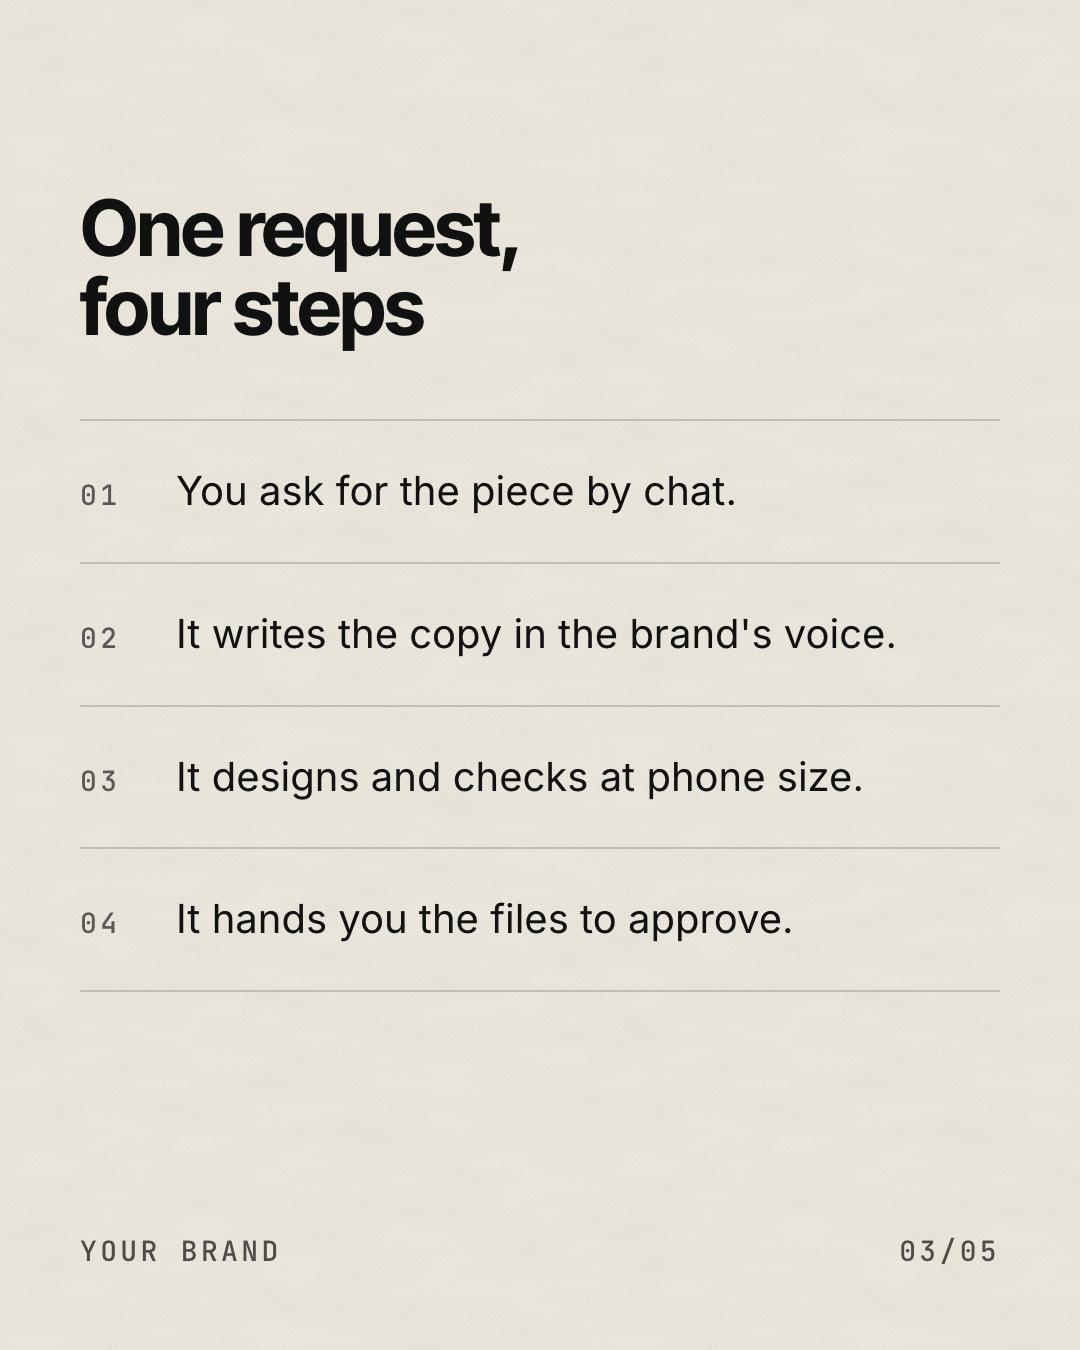 One request,
four steps
01 You ask for the piece by chat.
02 It writes the copy in the brand's voice.
03 It designs and checks at phone size.
04 It hands you the files to approve.
YOUR BRAND 03/05